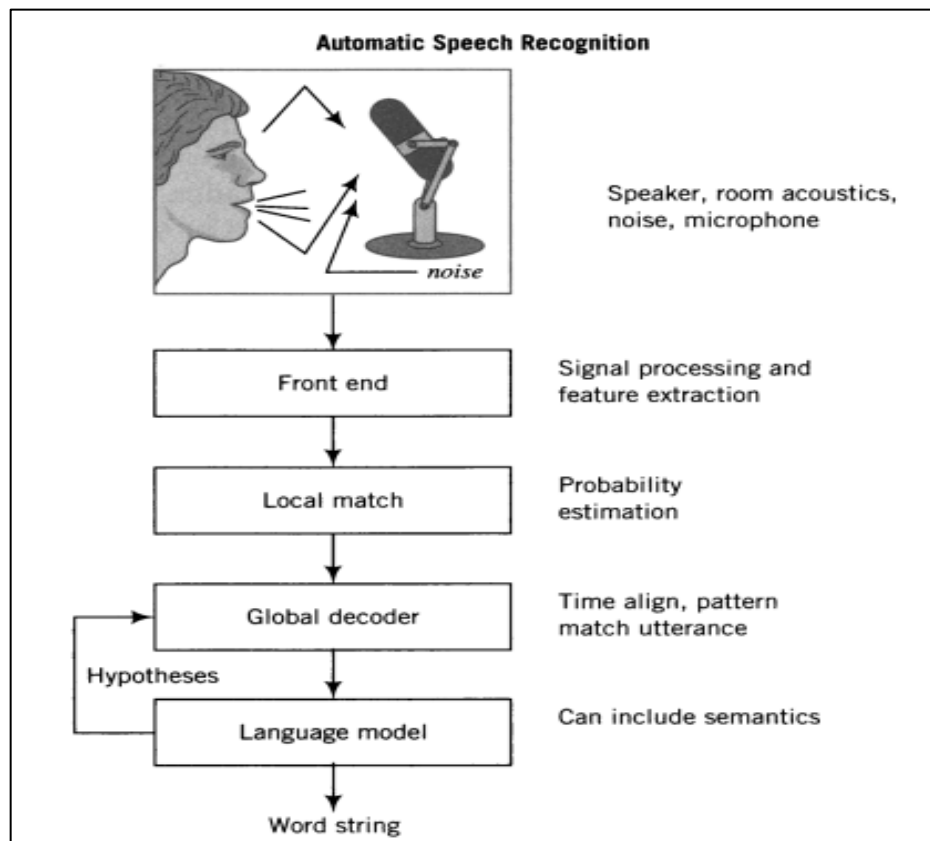 Automatic Speech Recognition
Speaker, room acoustics,
noise, microphone
noise
Front end
Signal processing and
feature extraction
Local match
Probability
estimation
Global decoder
Time align, pattern
match utterance
Hypotheses
Language model
Can include semantics
Word string